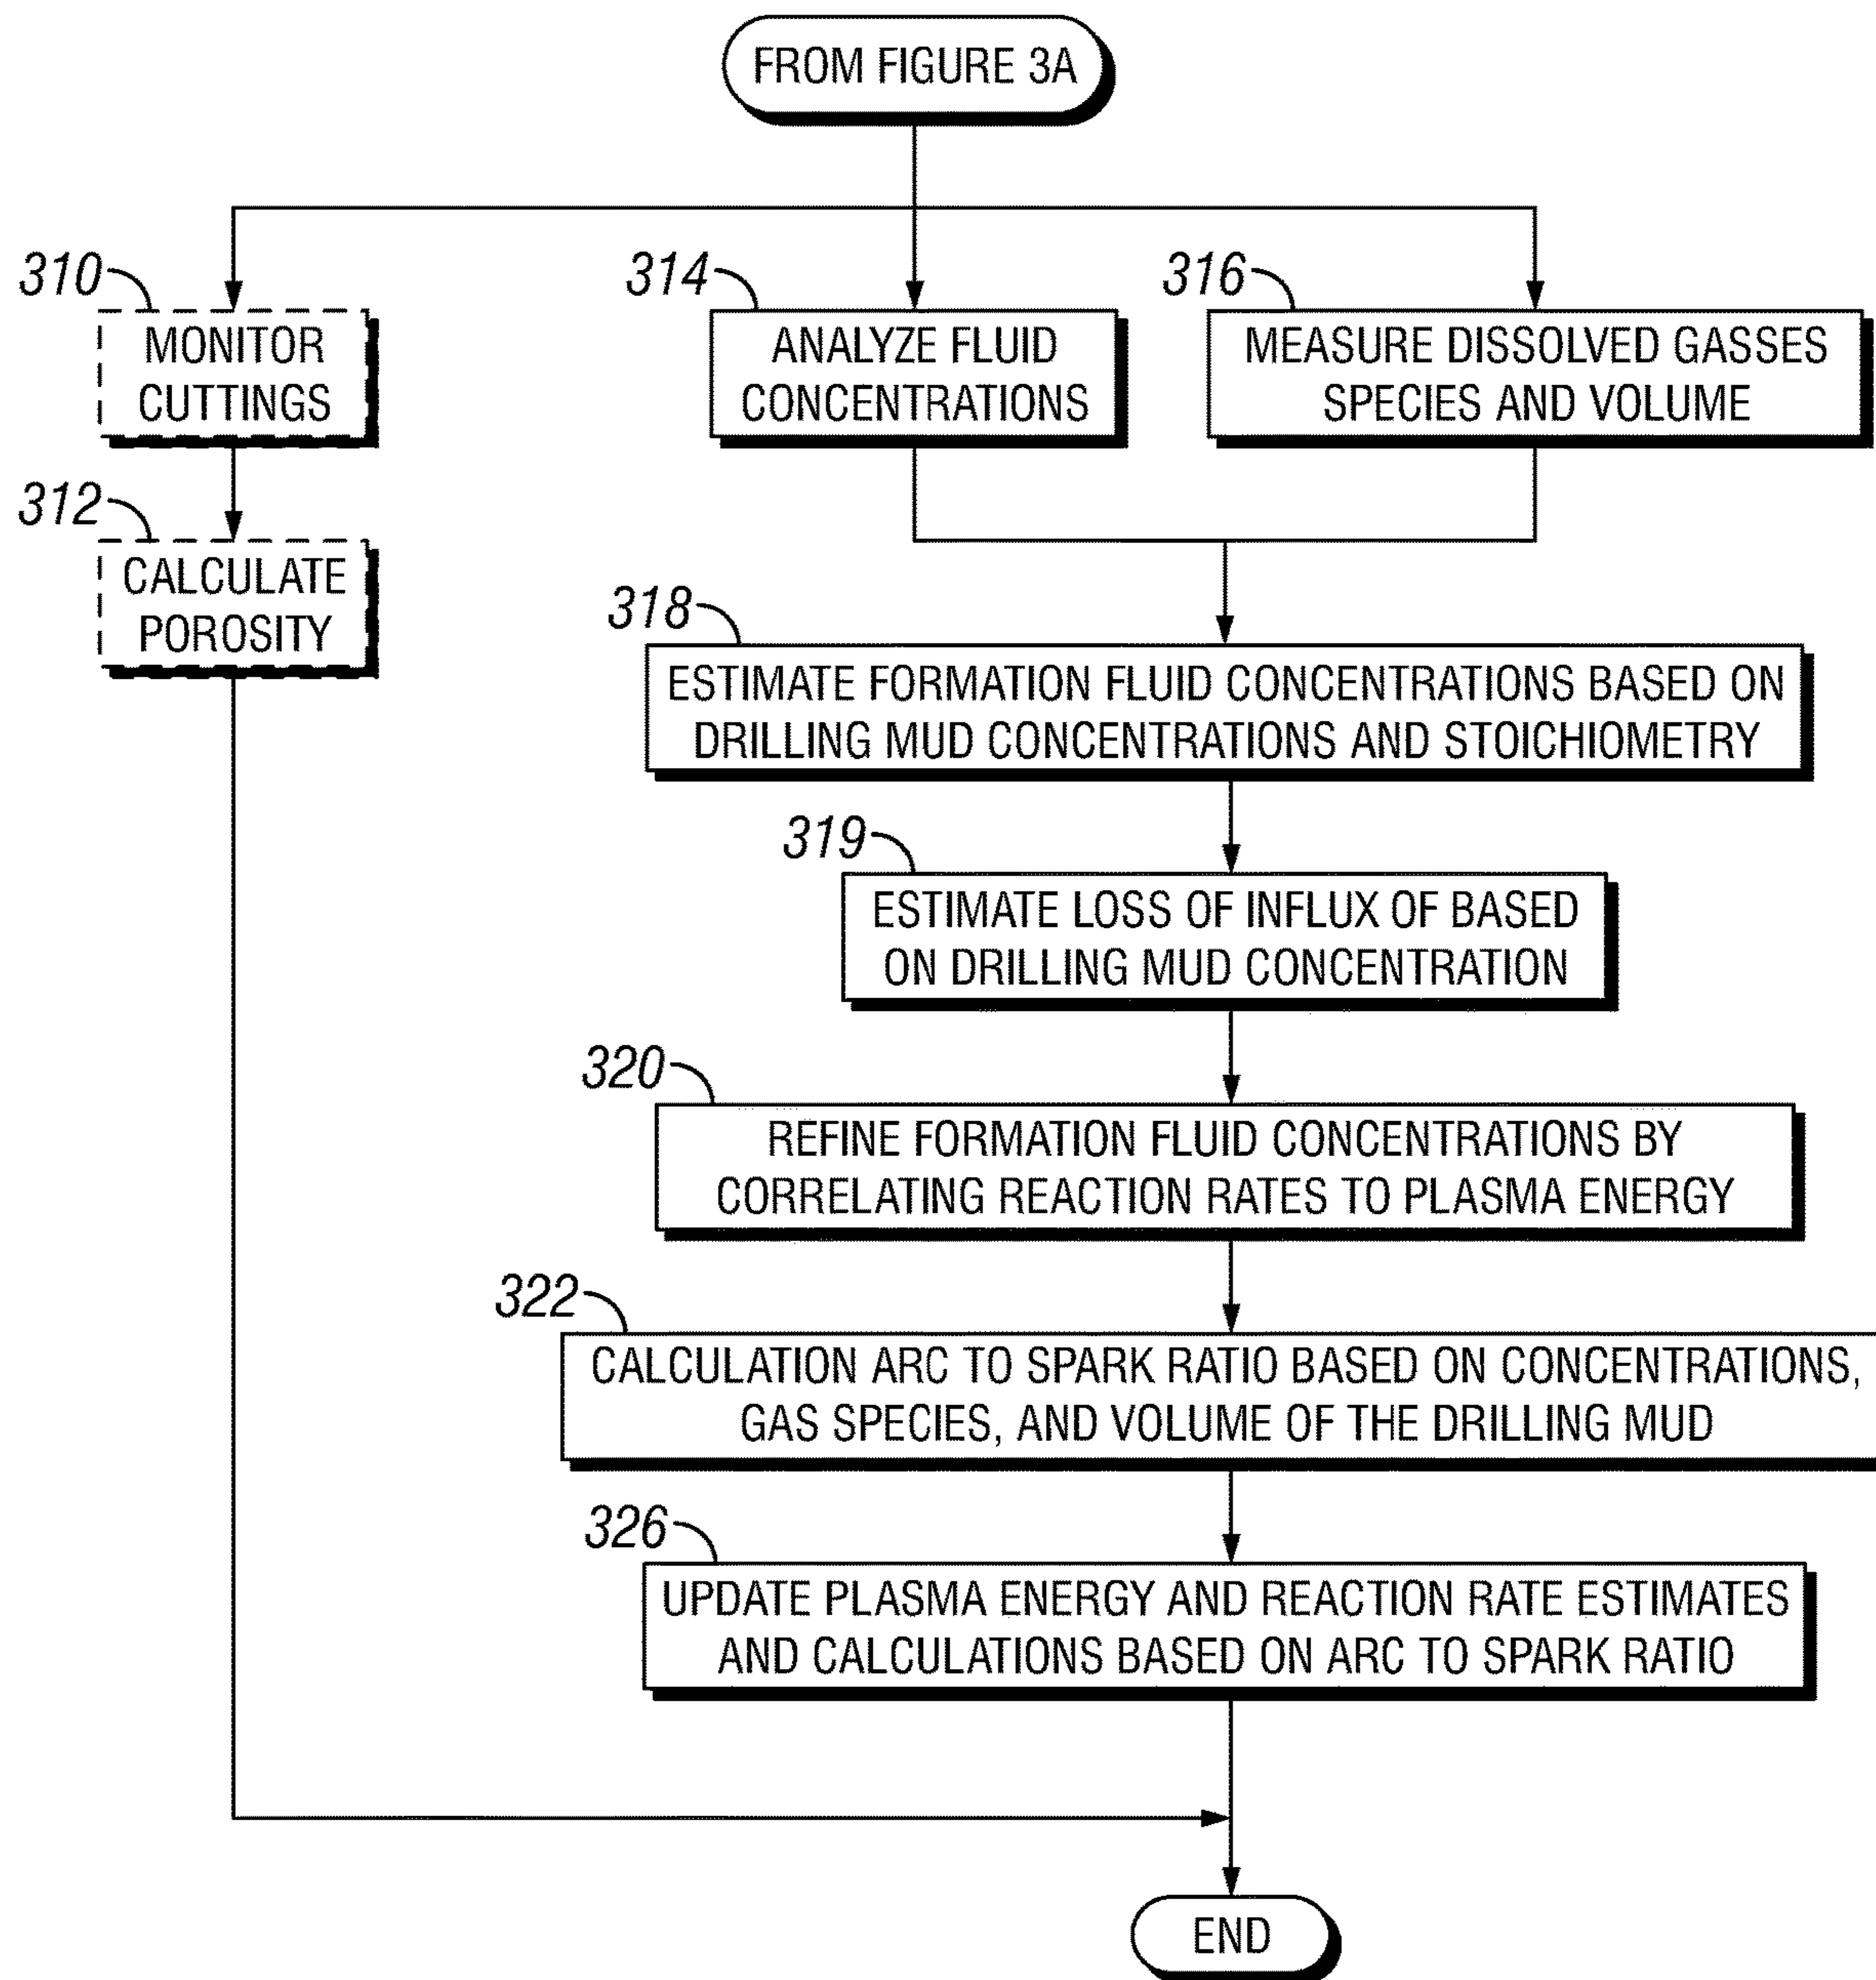 FROM FIGURE 3A
310
MONITOR
CUTTINGS
314
ANALYZE FLUID
CONCENTRATIONS
316
MEASURE DISSOLVED GASSES
SPECIES AND VOLUME
312
CALCULATE
POROSITY
318
ESTIMATE FORMATION FLUID CONCENTRATIONS BASED ON
DRILLING MUD CONCENTRATIONS AND STOICHIOMETRY
319
ESTIMATE LOSS OF INFLUX OF BASED
ON DRILLING MUD CONCENTRATION
320
REFINE FORMATION FLUID CONCENTRATIONS BY
CORRELATING REACTION RATES TO PLASMA ENERGY
322
CALCULATION ARC TO SPARK RATIO BASED ON CONCENTRATIONS,
GAS SPECIES, AND VOLUME OF THE DRILLING MUD
326
UPDATE PLASMA ENERGY AND REACTION RATE ESTIMATES
AND CALCULATIONS BASED ON ARC TO SPARK RATIO
END